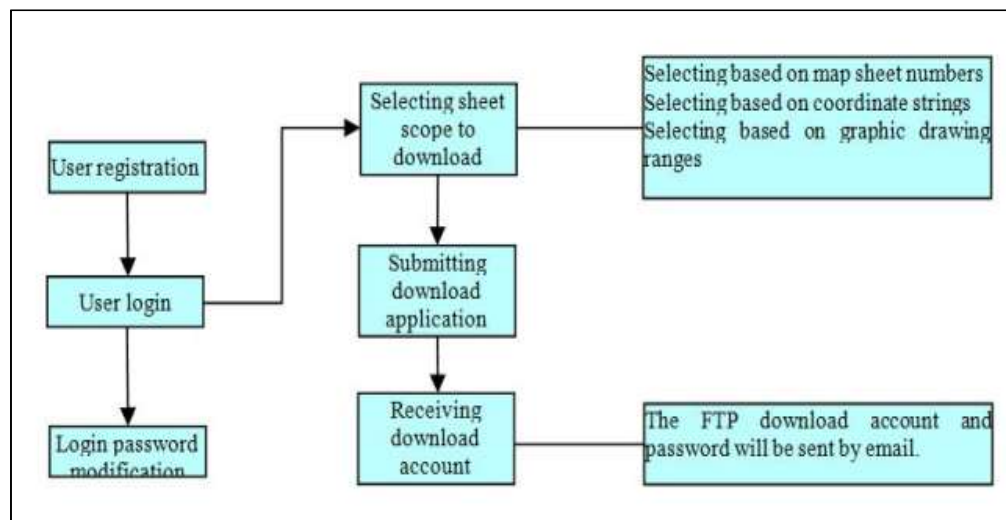 User registration
User login
Login password
modification
Selecting sheet
scope to
download
Submitting
download
application
Receiving
download
account
Selecting based on map sheet numbers
Selecting based on coordinate strings
Selecting based on graphic drawing
ranges
The FTP download account and
password will be sent by email.